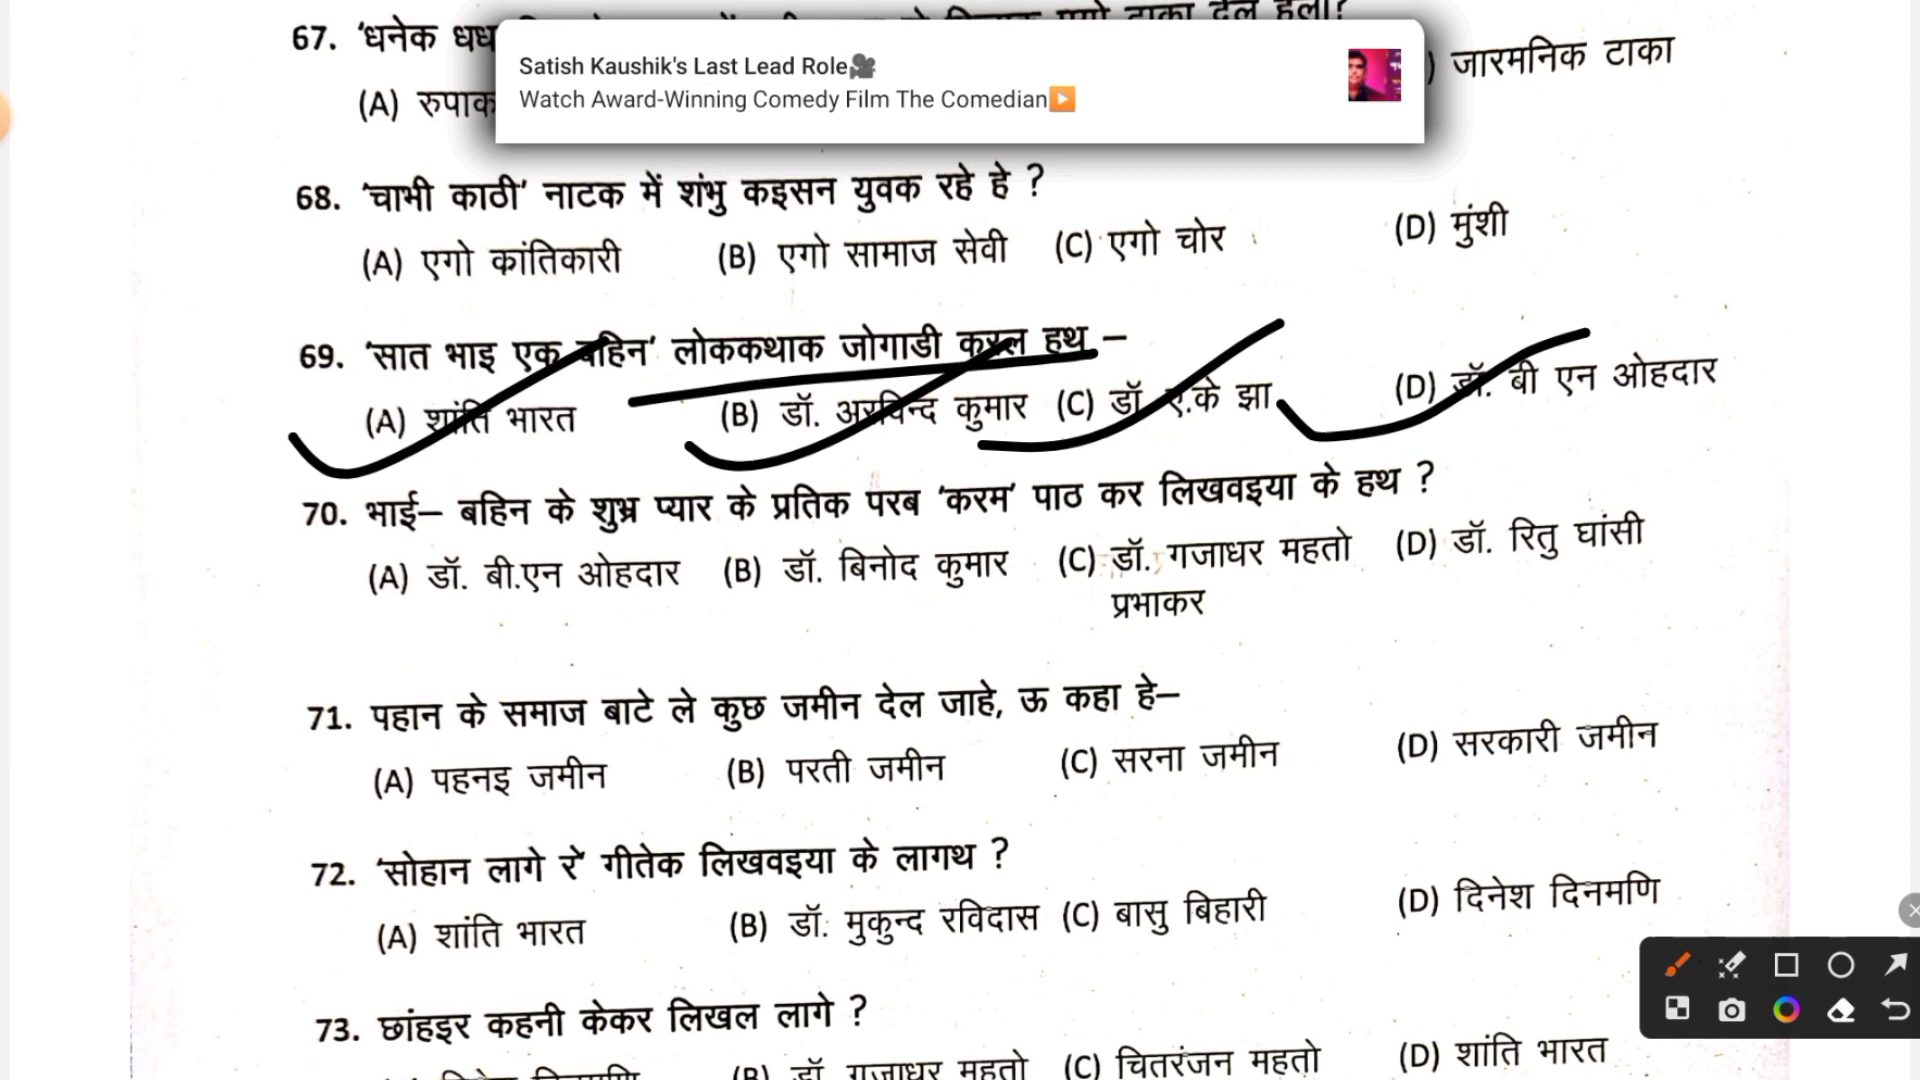 67. ‘धनेक धध
टाका देल हला?
Satish Kaushik's Last Lead Role🎥
Watch Award-Winning Comedy Film The Comedian▶️
(A) रुपाक
) जारमनिक टाका
68. ‘चाभी काठी’ नाटक में शंभु कइसन युवक रहे हे ?
(A) एगो कांतिकारी (B) एगो सामाज सेवी (C) एगो चोर (D) मुंशी
69. ‘सात भाइ एक बहिन’ लोककथाक जोगाडी करल हथ –
(A) शांति भारत (B) डॉ. अरविन्द कुमार (C) डॉ. ए.के झा (D) डॉ. बी एन ओहदार
70. भाई– बहिन के शुभ्र प्यार के प्रतिक परब ‘करम’ पाठ कर लिखवइया के हथ ?
(A) डॉ. बी.एन ओहदार (B) डॉ. बिनोद कुमार (C) डॉ. गजाधर महतो (D) डॉ. रितु घांसी
प्रभाकर
71. पहान के समाज बाटे ले कुछ जमीन देल जाहे, ऊ कहा हे–
(A) पहनइ जमीन (B) परती जमीन (C) सरना जमीन (D) सरकारी जमीन
72. ‘सोहान लागे रे’ गीतेक लिखवइया के लागथ ?
(A) शांति भारत (B) डॉ. मुकुन्द रविदास (C) बासु बिहारी (D) दिनेश दिनमणि
73. छांहइर कहनी केकर लिखल लागे ?
(B) डॉ गजाधर महतो (C) चितरंजन महतो (D) शांति भारत